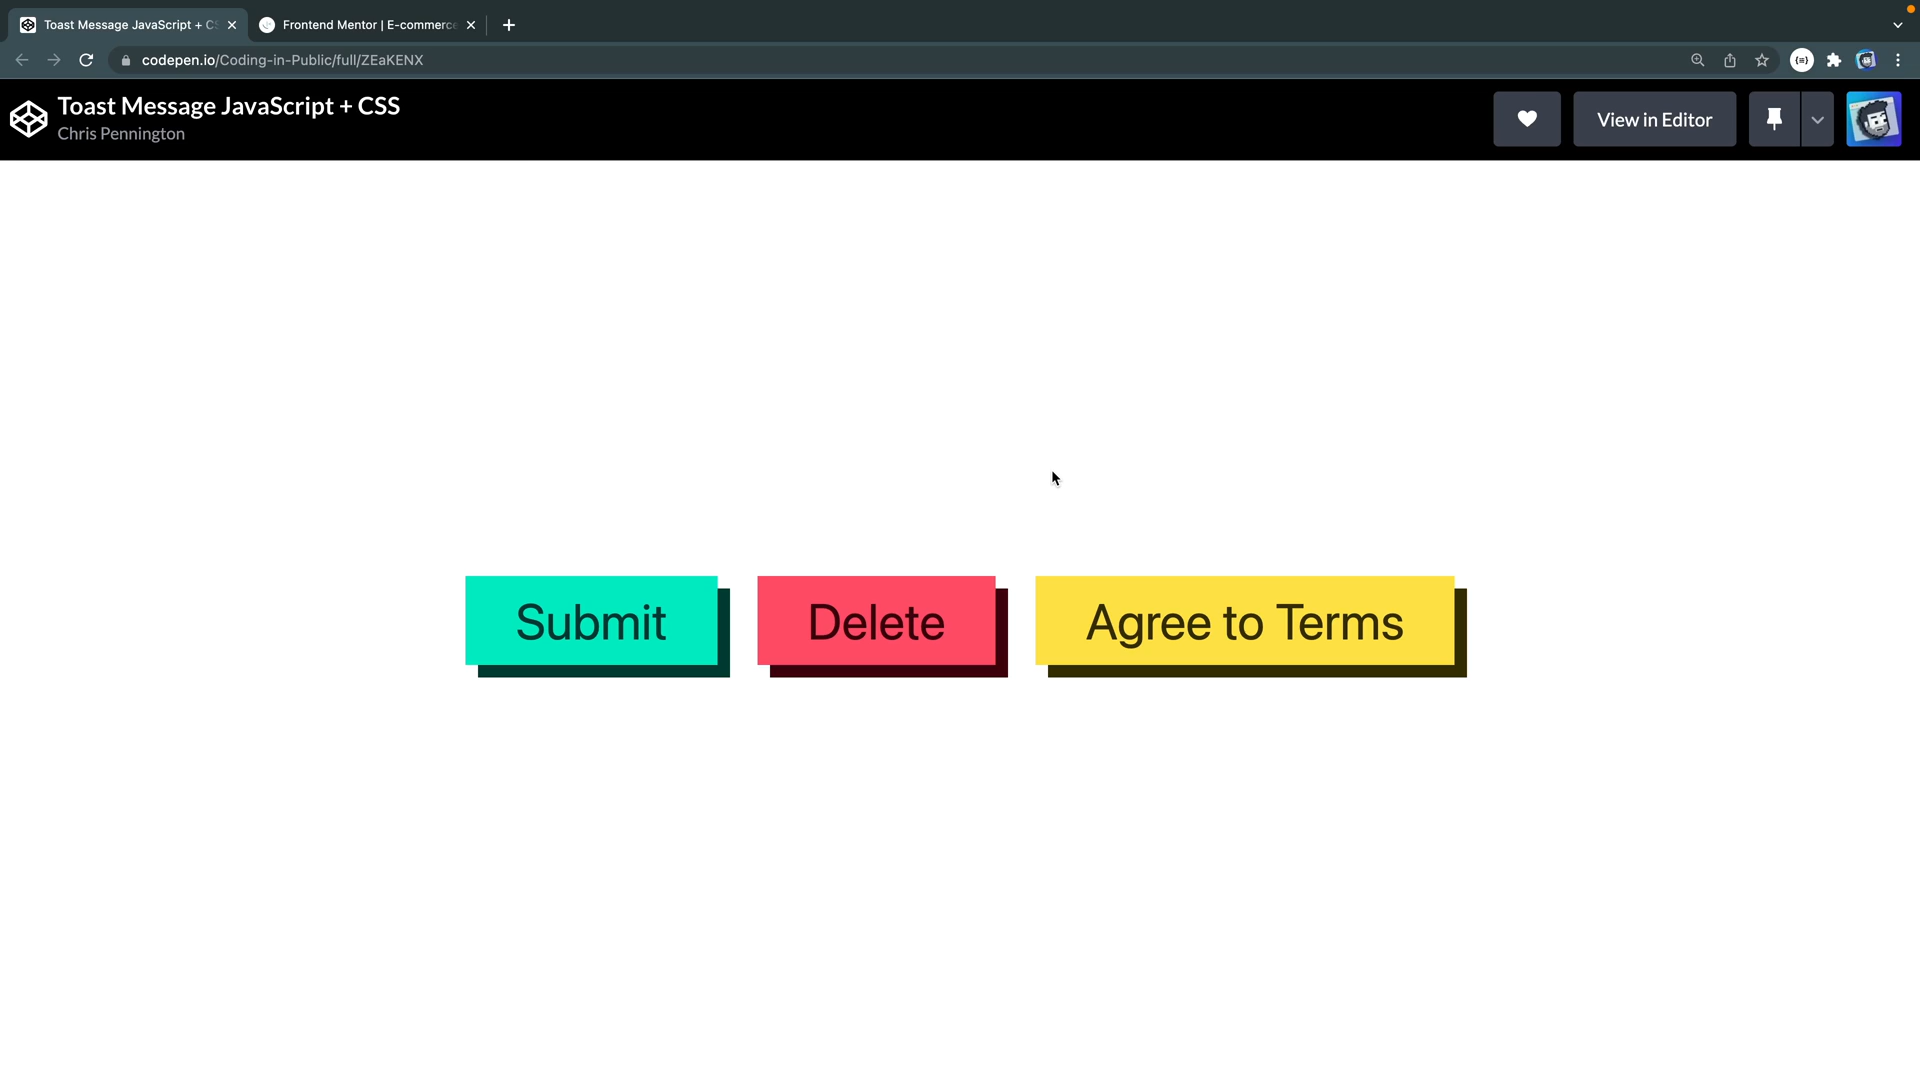 Toast Message JavaScript + CS
Frontend Mentor | E-commerce
codepen.io/Coding-in-Public/full/ZEaKENX
Toast Message JavaScript + CSS
Chris Pennington
View in Editor
Submit
Delete
Agree to Terms